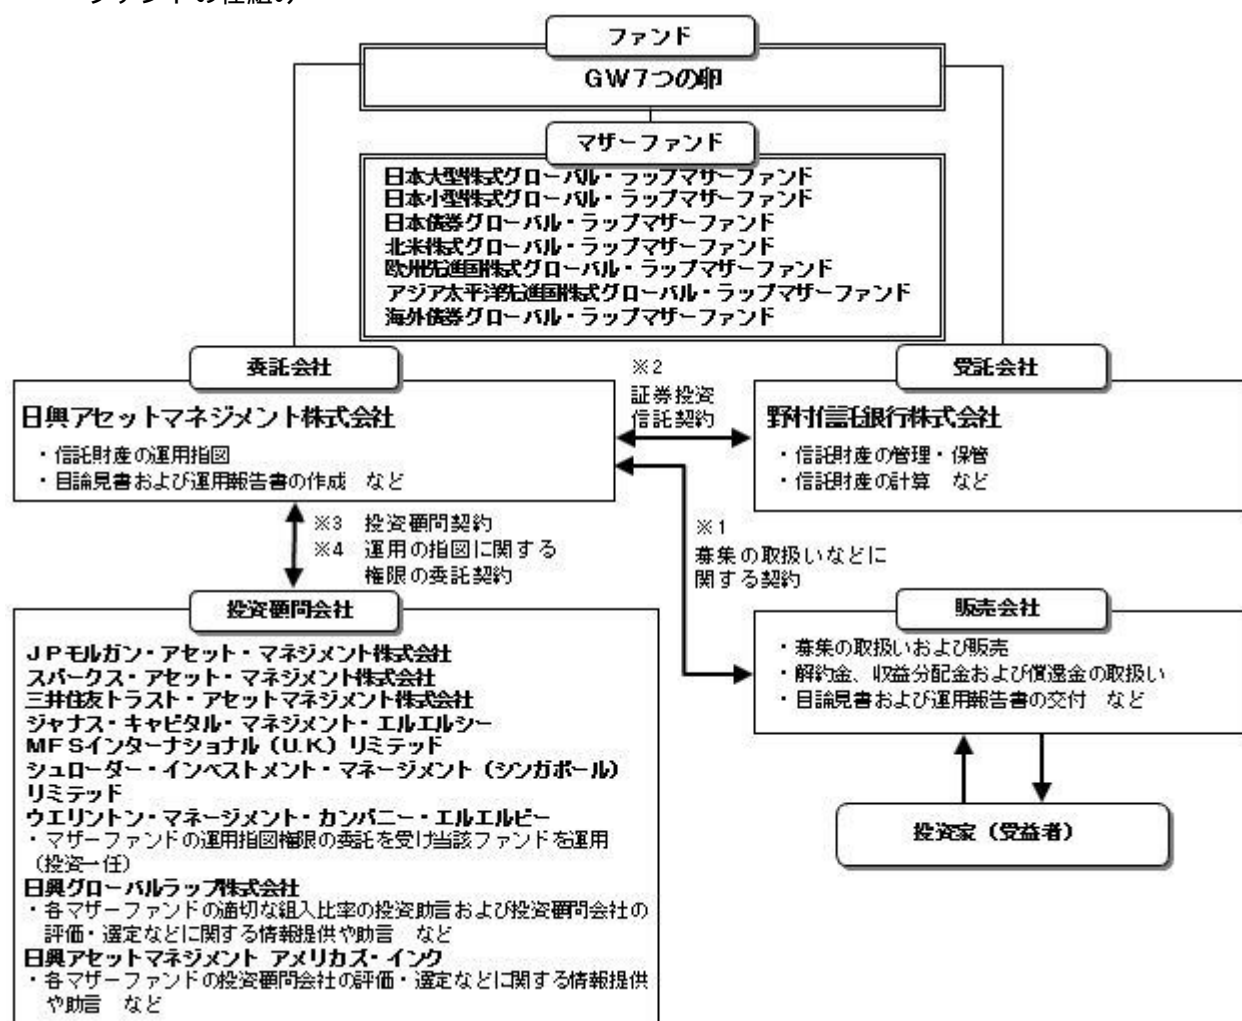 ファンドの仕組み
ファンド
GW7つの卵
マザーファンド
日本大型株式グローバル・ラップマザーファンド
日本小型株式グローバル・ラップマザーファンド
日本債券グローバル・ラップマザーファンド
北米株式グローバル・ラップマザーファンド
欧州先進国株式グローバル・ラップマザーファンド
アジア太平洋先進国株式グローバル・ラップマザーファンド
海外債券グローバル・ラップマザーファンド
委託会社
日興アセットマネジメント株式会社
・信託財産の運用指図
・目論見書および運用報告書の作成 など
※2
証券投資
信託契約
受託会社
野村信託銀行株式会社
・信託財産の管理・保管
・信託財産の計算 など
※3 投資顧問契約
※4 運用の指図に関する
権限の委託契約
※1
募集の取扱いなどに
関する契約
投資顧問会社
JPモルガン・アセット・マネジメント株式会社
スパークス・アセット・マネジメント株式会社
三井住友トラスト・アセットマネジメント株式会社
ジャナス・キャピタル・マネジメント・エルエルシー
MFSインターナショナル(U.K)リミテッド
シュローダー・インベストメント・マネージメント(シンガポール)
リミテッド
ウエリントン・マネージメント・カンパニー・エルエルピー
・マザーファンドの運用指図権限の委託を受け当該ファンドを運用
(投資一任)
日興グローバルラップ株式会社
・各マザーファンドの適切な組入比率の投資助言および投資顧問会社の
評価・選定などに関する情報提供や助言 など
日興アセットマネジメント アメリカズ・インク
・各マザーファンドの投資顧問会社の評価・選定などに関する情報提供
や助言 など
販売会社
・募集の取扱いおよび販売
・解約金、収益分配金および償還金の取扱い
・目論見書および運用報告書の交付 など
投資家(受益者)